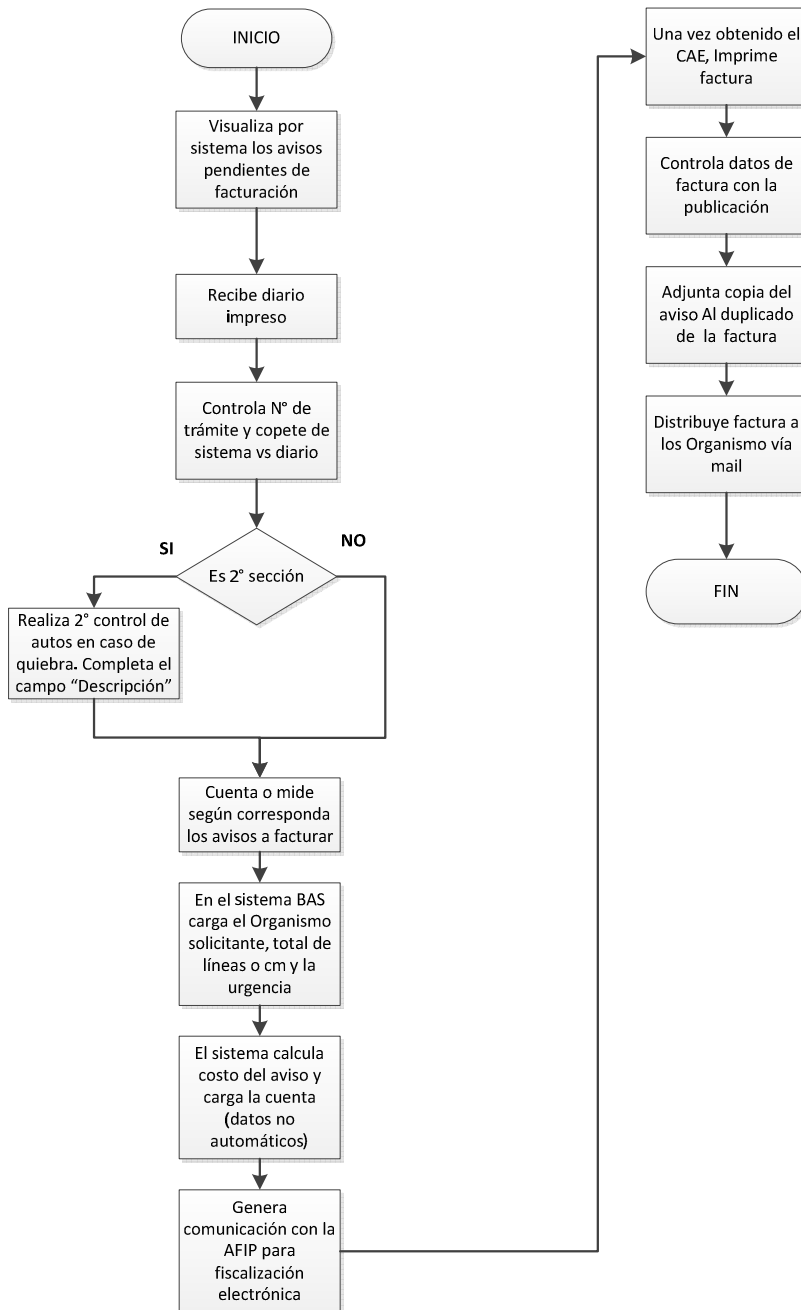 INICIO
Visualiza por
sistema los avisos
pendientes de
facturación
Recibe diario
impreso
Controla N° de
trámite y copete de
sistema vs diario
SI
NO
Es 2° sección
Realiza 2° control de
autos en caso de
quiebra. Completa el
campo “Descripción”
Cuenta o mide
según corresponda
los avisos a facturar
En el sistema BAS
carga el Organismo
solicitante, total de
líneas o cm y la
urgencia
El sistema calcula
costo del aviso y
carga la cuenta
(datos no
automáticos)
Genera
comunicación con la
AFIP para
fiscalización
electrónica
Una vez obtenido el
CAE, Imprime
factura
Controla datos de
factura con la
publicación
Adjunta copia del
aviso Al duplicado
de la factura
Distribuye factura a
los Organismo vía
mail
FIN